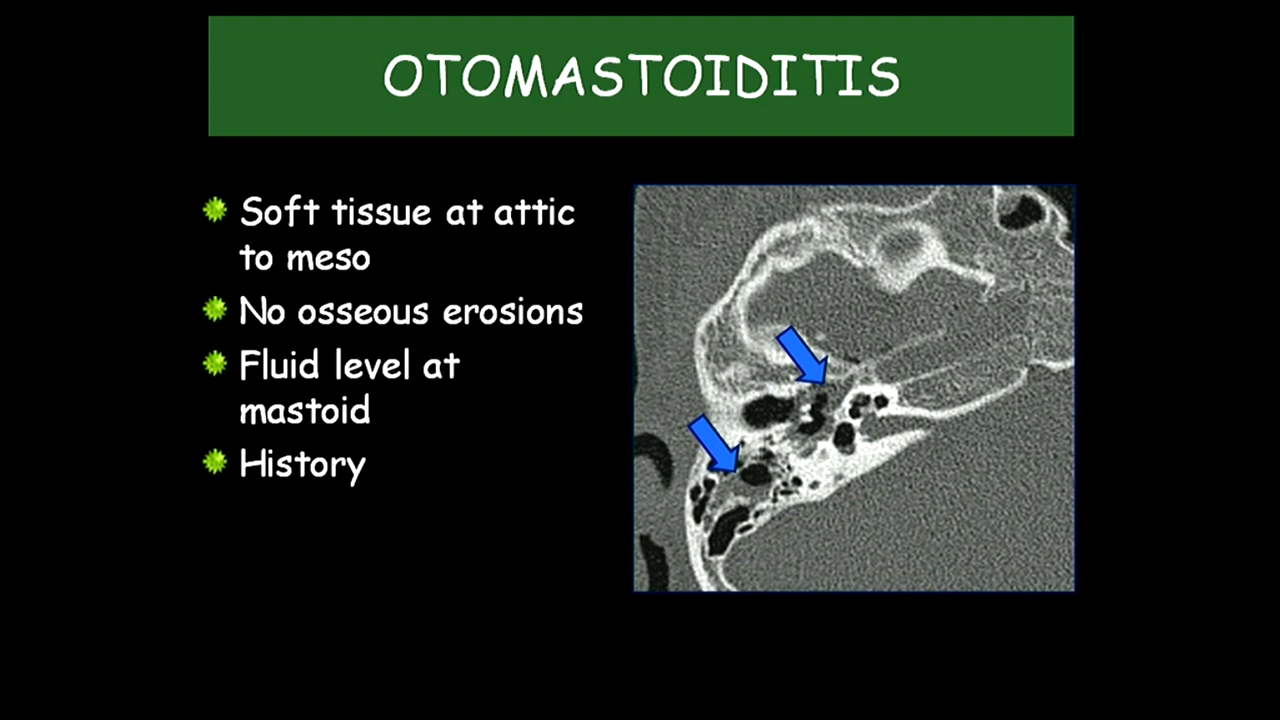 OTOMASTOIDITIS
Soft tissue at attic
to meso
No osseous erosions
Fluid level at
mastoid
History